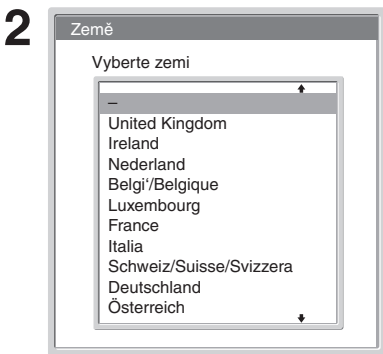 2
Země
Vyberte zemi
–
United Kingdom
Ireland
Nederland
Belgi‘/Belgique
Luxembourg
France
Italia
Schweiz/Suisse/Svizzera
Deutschland
Österreich